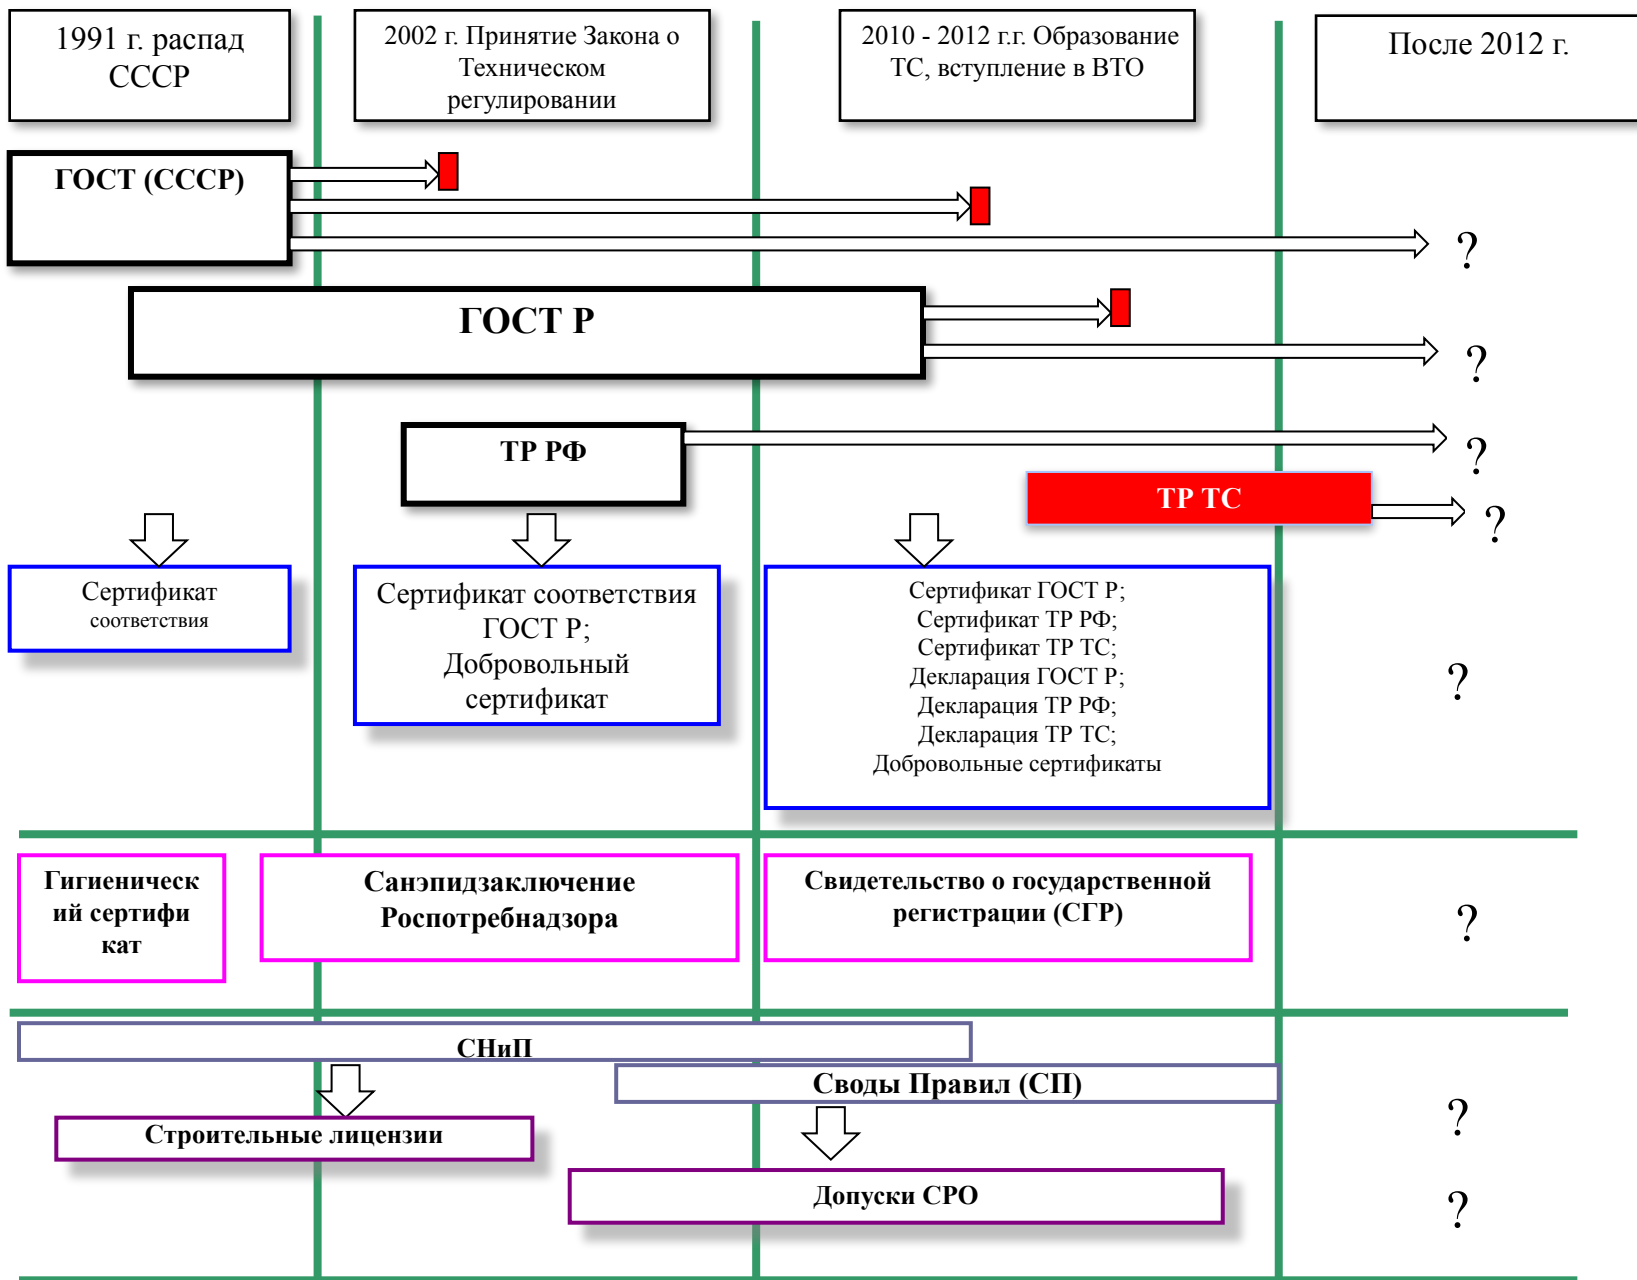 1991 г. распад
СССР
2002 г. Принятие Закона о
Техническом
регулировании
2010 - 2012 г.г. Образование
ТС, вступление в ВТО
После 2012 г.
ГОСТ (СССР)
?
ГОСТ Р
?
ТР РФ
?
ТР ТС
?
Сертификат
соответствия
Сертификат соответствия
ГОСТ Р;
Добровольный
сертификат
Сертификат ГОСТ Р;
Сертификат ТР РФ;
Сертификат ТР ТС;
Декларация ГОСТ Р;
Декларация ТР РФ;
Декларация ТР ТС;
Добровольные сертификаты
?
Гигиеническ
ий сертифи
кат
Санэпидзаключение
Роспотребнадзора
Свидетельство о государственной
регистрации (СГР)
?
СНиП
Своды Правил (СП)
?
Строительные лицензии
Допуски СРО
?